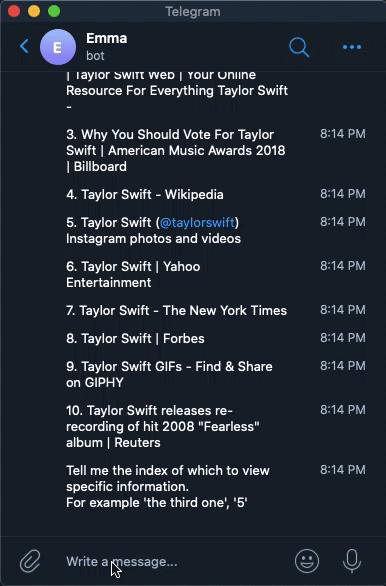 Telegram
E
Emma
bot
| Taylor Swift Web | Your Online
Resource For Everything Taylor Swift
-
3. Why You Should Vote For Taylor
Swift | American Music Awards 2018
| Billboard
8:14 PM
4. Taylor Swift - Wikipedia
8:14 PM
5. Taylor Swift (@taylorswift)
Instagram photos and videos
8:14 PM
6. Taylor Swift | Yahoo
Entertainment
8:14 PM
7. Taylor Swift - The New York Times
8:14 PM
8. Taylor Swift | Forbes
8:14 PM
9. Taylor Swift GIFs - Find & Share
on GIPHY
8:14 PM
10. Taylor Swift releases re-
recording of hit 2008 "Fearless"
album | Reuters
8:14 PM
Tell me the index of which to view
specific information.
For example 'the third one', '5'
8:14 PM
Write a message...